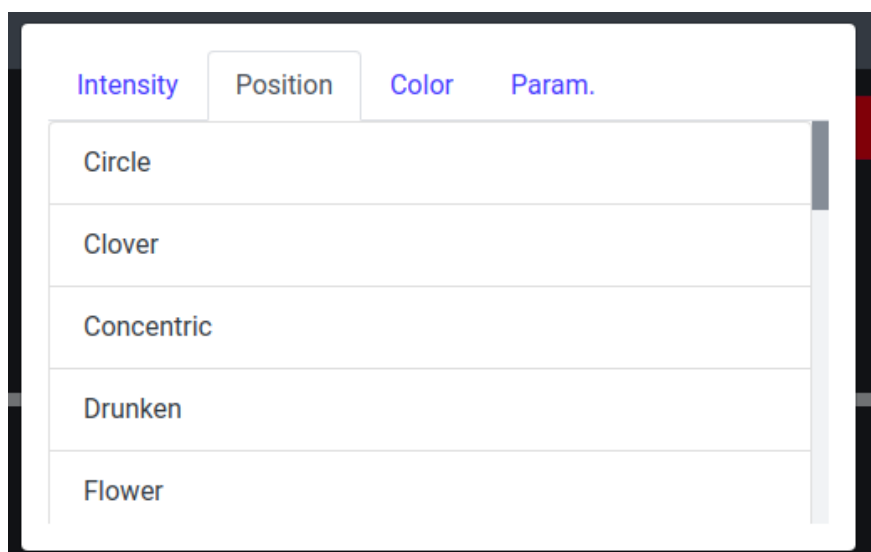 Intensity Position Color Param.
Circle
Clover
Concentric
Drunken
Flower